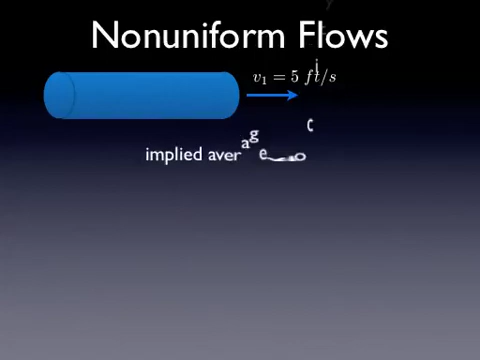 Nonuniform Flows
v₁ = 5 ft/s
implied average